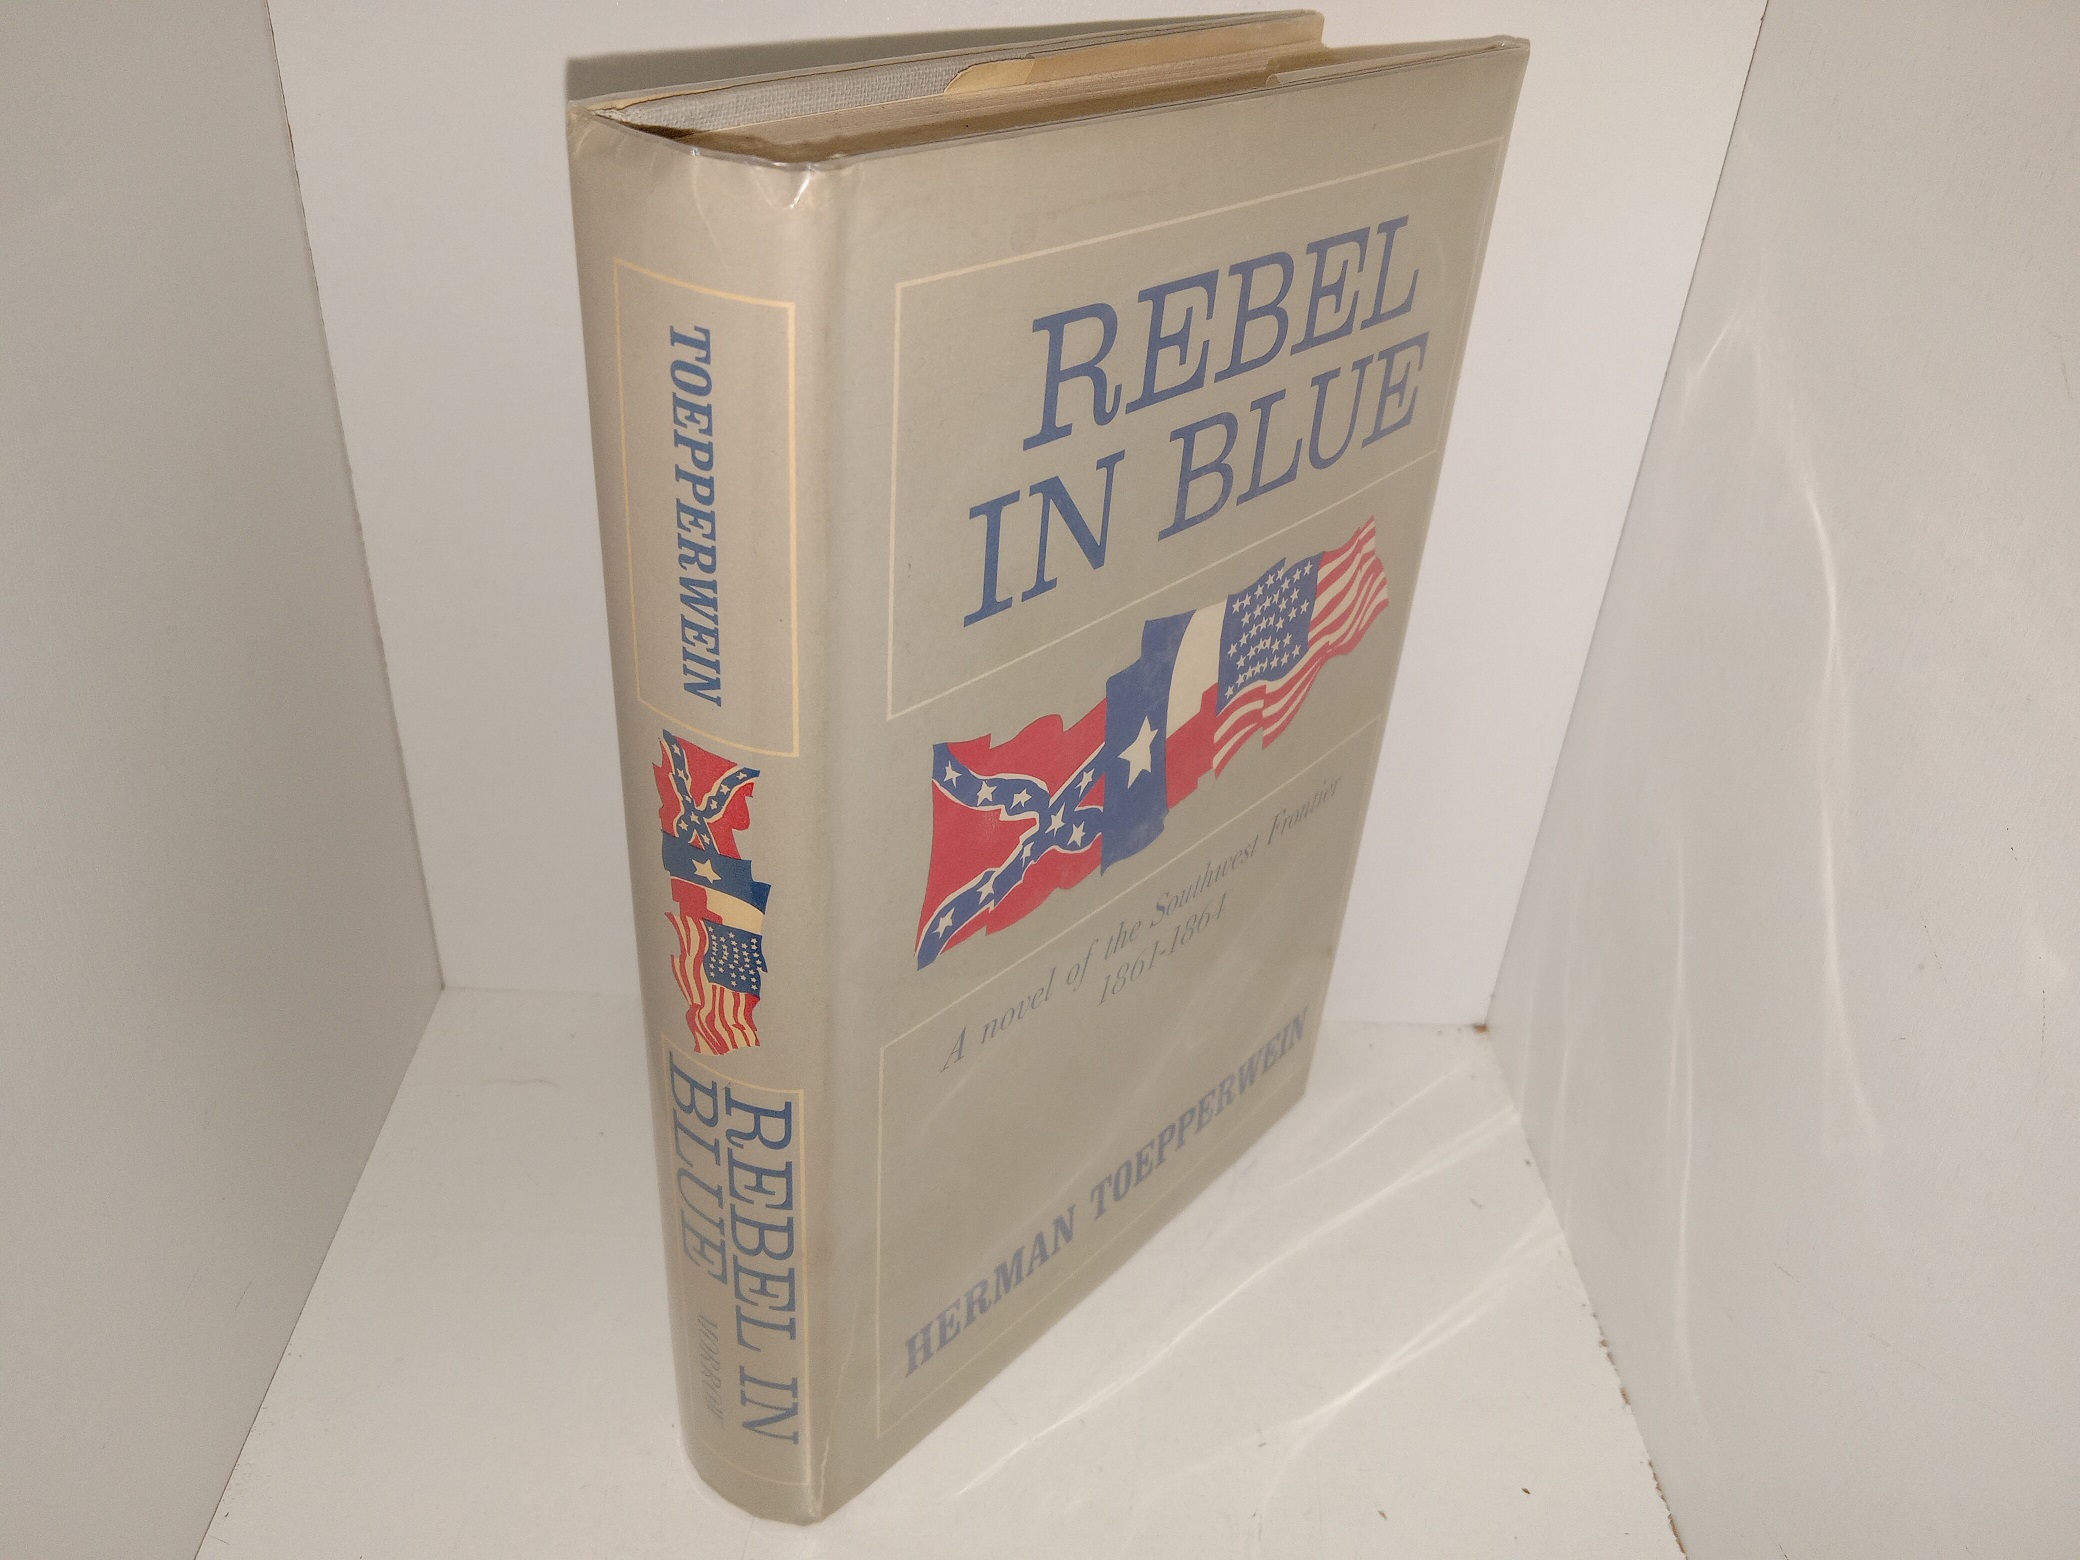 TOEPPERWEIN
REBEL IN
BLUE
MORROW
REBEL
IN BLUE
A novel of the Southwest Frontier
1861-1864
HERMAN TOEPPERWEIN